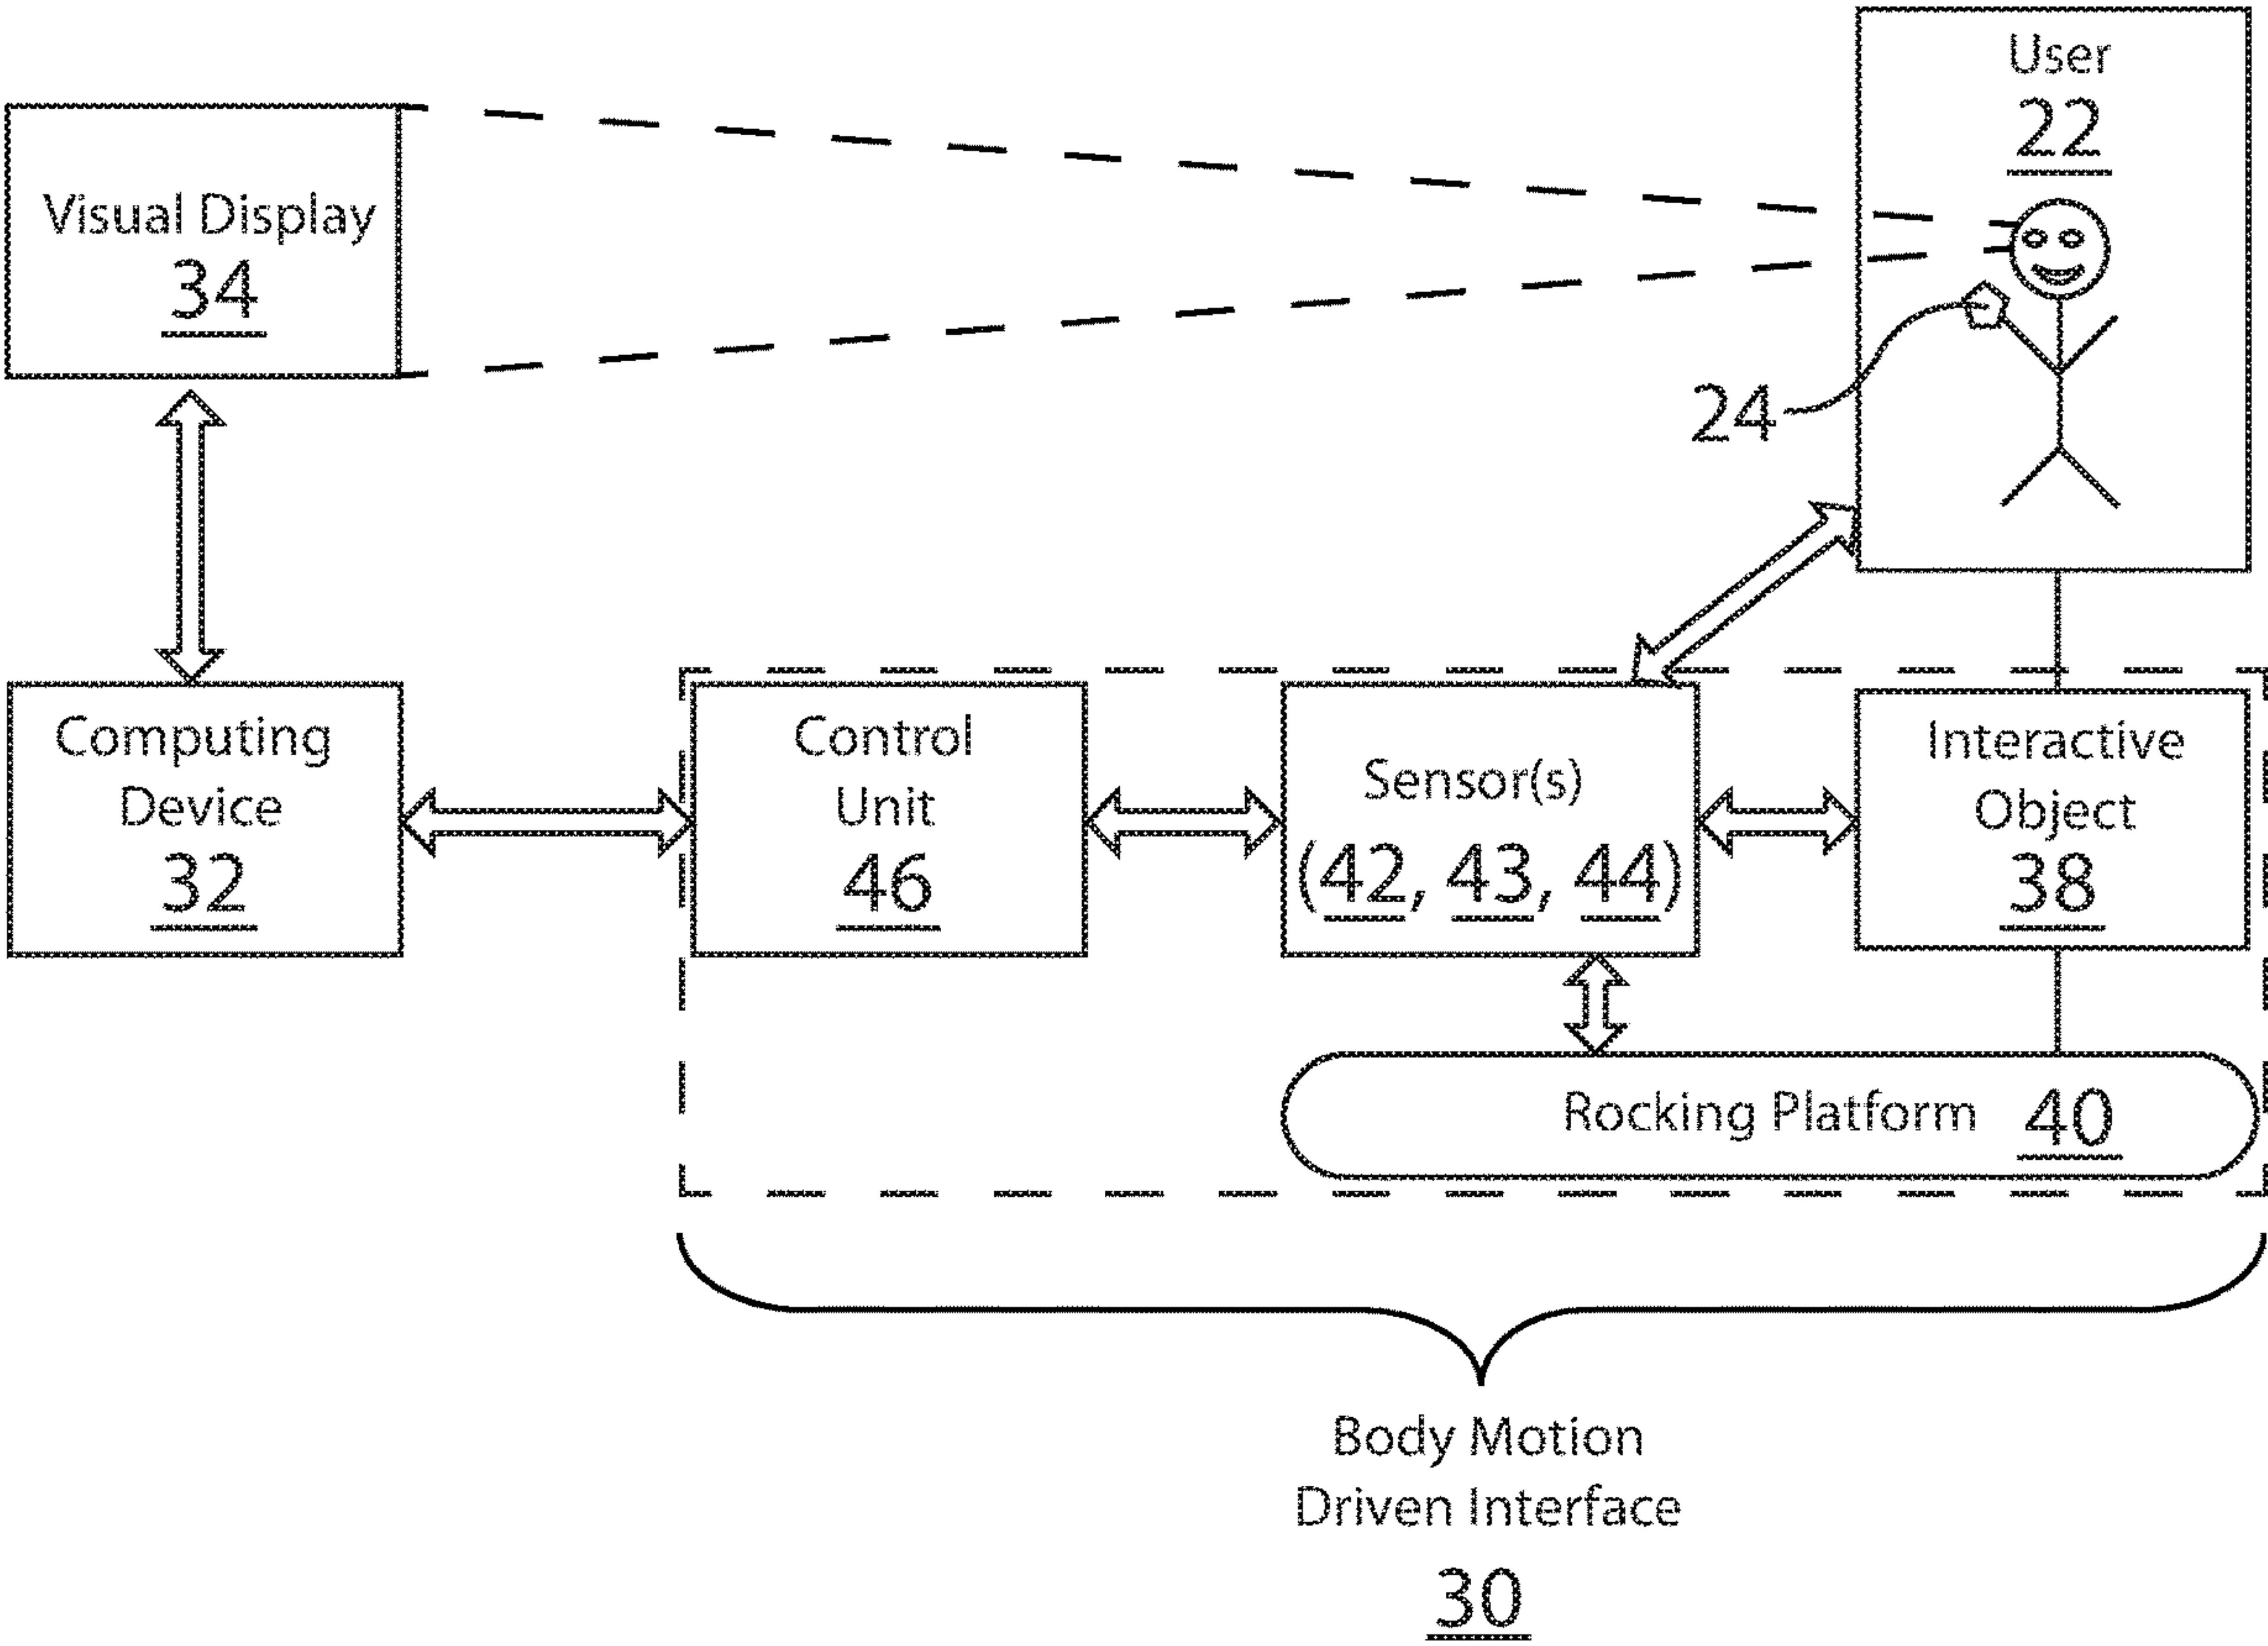 User
22
Visual Display
34
24
Computing
Device
32
Control
Unit
46
Sensor(s)
(42, 43, 44)
Interactive
Object
38
Rocking Platform 40
Body Motion
Driven Interface
30